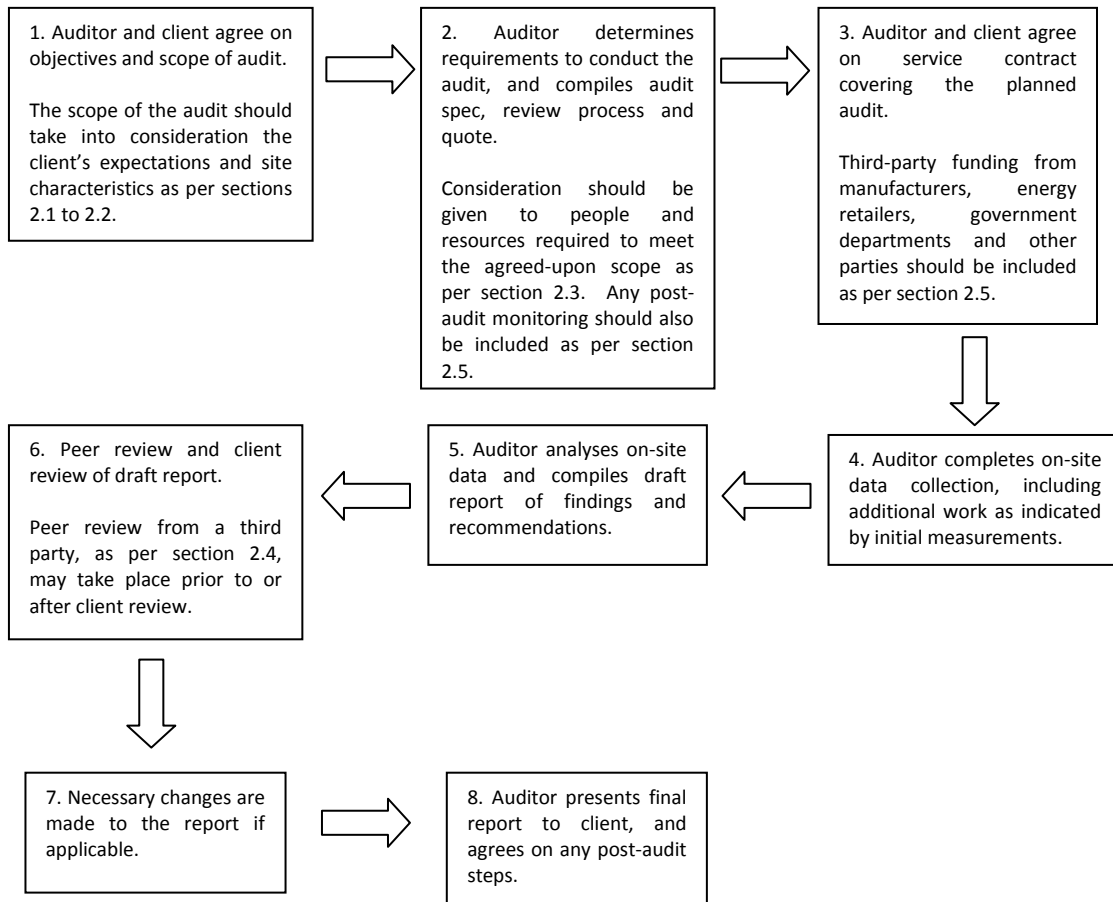 1. Auditor and client agree on
objectives and scope of audit.
The scope of the audit should
take into consideration the
client's expectations and site
characteristics as per sections
2.1 to 2.2.
2. Auditor determines
requirements to conduct the
audit, and compiles audit
spec, review process and
quote.
Consideration should be
given to people and
resources required to meet
the agreed-upon scope as
per section 2.3. Any post-
audit monitoring should also
be included as per section
2.5.
3. Auditor and client agree
on service contract
covering the planned
audit.
Third-party funding from
manufacturers, energy
retailers, government
departments and other
parties should be included
as per section 2.5.
4. Auditor completes on-site
data collection, including
additional work as indicated
by initial measurements.
5. Auditor analyses on-site
data and compiles draft
report of findings and
recommendations.
6. Peer review and client
review of draft report.
Peer review from a third
party, as per section 2.4,
may take place prior to or
after client review.
7. Necessary changes are
made to the report if
applicable.
8. Auditor presents final
report to client, and
agrees on any post-audit
steps.